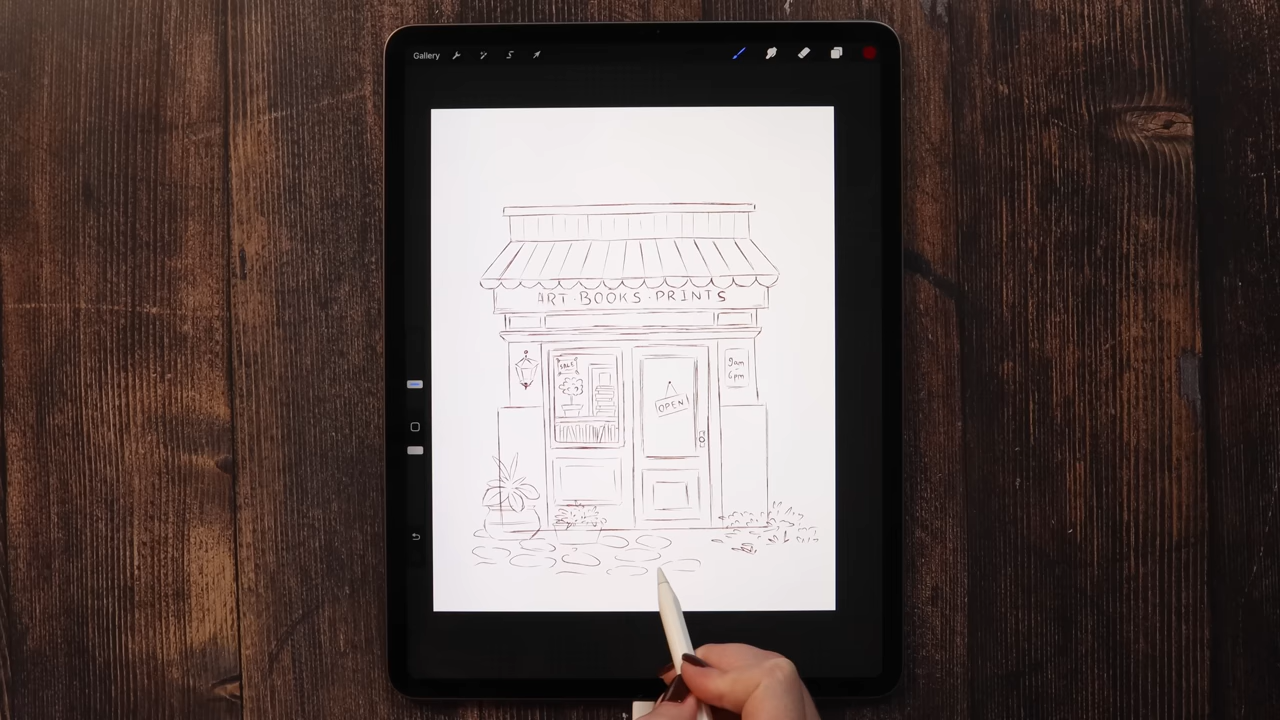 Gallery
ART · BOOKS · PRINTS
SALE
9am
-
6pm
OPEN